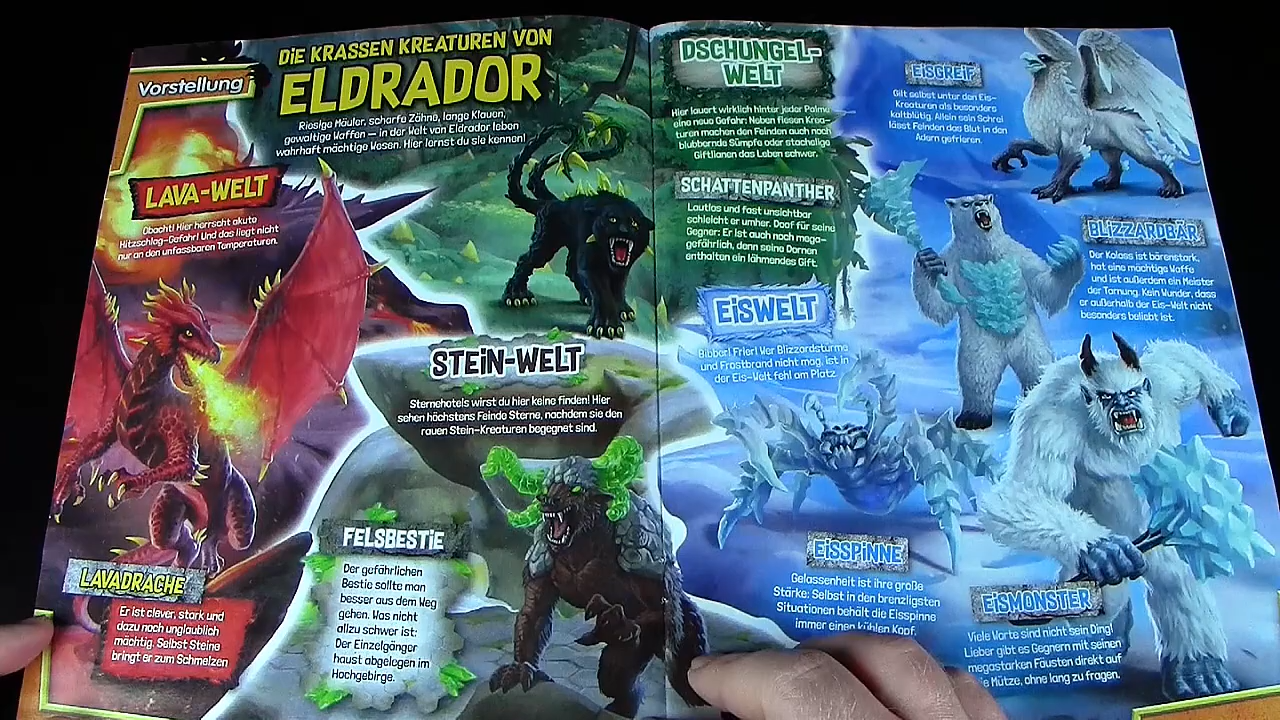 Vorstellung
DIE KRASSEN KREATUREN VON
ELDRADOR
Riesige Mäuler, scharfe Zähne, lange Klauen,
gewaltige Waffen – in der Welt von Eldrador leben
wahrhaft mächtige Wesen. Hier lernst du sie kennen!
LAVA-WELT
Obacht! Hier herrscht akute
Hitzschlag-Gefahr! Und das liegt nicht
nur an den unfassbaren Temperaturen.
LAVADRACHE
Er ist clever, stark und
dazu noch unglaublich
mächtig. Selbst Steine
bringt er zum Schmelzen
STEIN-WELT
Sternehotels wirst du hier keine finden! Hier
sehen höchstens Feinde Sterne, nachdem sie den
rauen Stein-Kreaturen begegnet sind.
FELSBESTIE
Der gefährlichen
Bestie sollte man
besser aus dem Weg
gehen. Was nicht
allzu schwer ist:
Der Einzelgänger
haust abgelegen im
Hochgebirge.
DSCHUNGEL-
WELT
Hier lauert wirklich hinter jeder Palme
eine neue Gefahr: Neben fiesen Krea-
turen machen den Feinden auch noch
blubbernde Sümpfe oder stachelige
Giftlianen das Leben schwer.
SCHATTENPANTHER
Lautlos und fast unsichtbar
schleicht er umher. Doof für seine
Gegner: Er ist auch noch mega-
gefährlich, denn seine Dornen
enthalten ein lähmendes Gift.
EISWELT
Bibber! Frier! Wer Blizzardstürme
und Frostbrand nicht mag, ist in
der Eis-Welt fehl am Platz
EISSPINNE
Gelassenheit ist ihre große
Stärke: Selbst in den brenzligsten
Situationen behält die Eisspinne
immer einen kühlen Kopf.
EISGREIF
Gilt selbst unter den Eis-
Kreaturen als besonders
kaltblütig. Allein sein Schrei
lässt Feinden das Blut in den
Adern gefrieren.
BLIZZARDBÄR
Der Koloss ist bärenstark,
hat eine mächtige Waffe
und ist außerdem ein Meister
der Tarnung. Kein Wunder, dass
er außerhalb der Eis-Welt nicht
besonders beliebt ist.
EISMONSTER
Viele Worte sind nicht sein Ding!
Lieber gibt es Gegnern mit seinen
megastarken Fäusten direkt auf
die Mütze, ohne lang zu fragen.